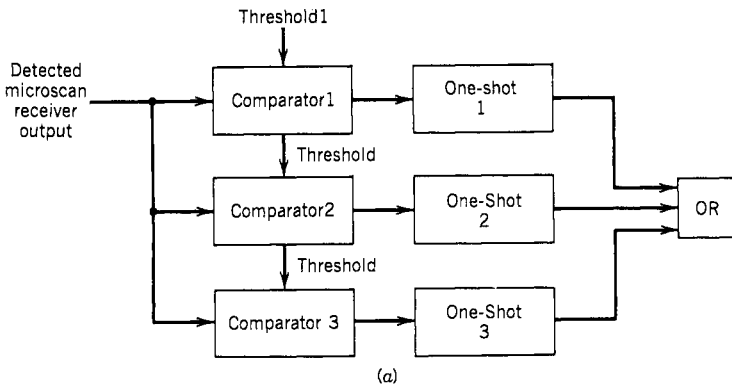 Threshold1
Detected
microscan
receiver
output
Comparator1
One-shot
1
Threshold
Comparator2
One-Shot
2
OR
Threshold
Comparator 3
One-Shot
3
(a)